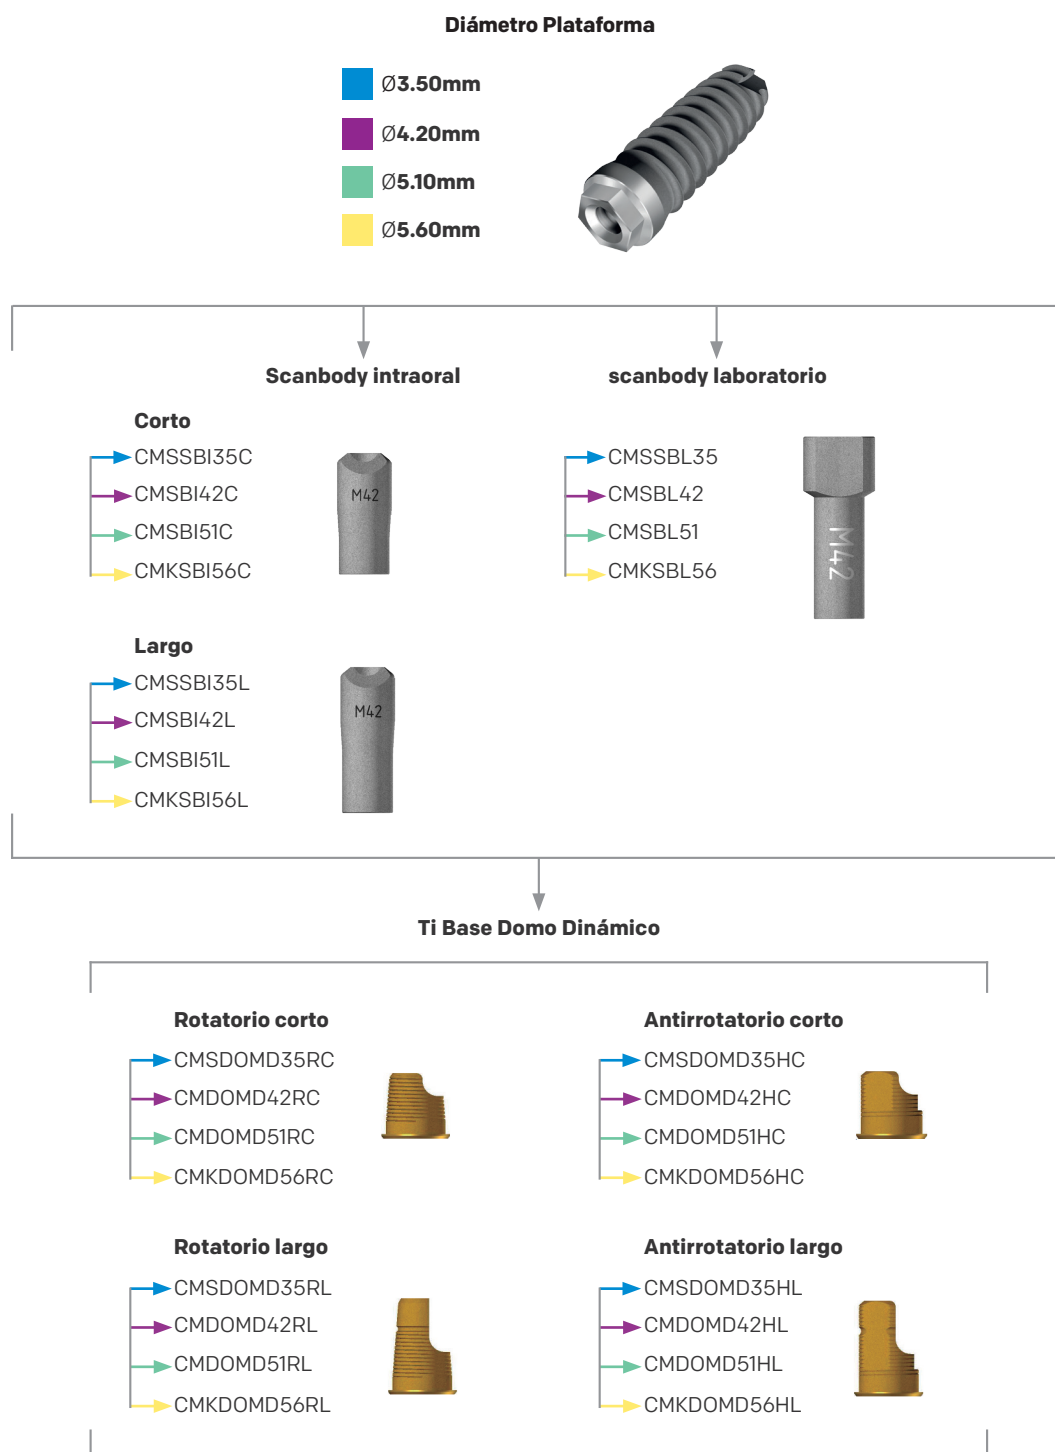 Diámetro Plataforma
Ø3.50mm
Ø4.20mm
Ø5.10mm
Ø5.60mm
Scanbody intraoral
Corto
CMSSBI35C
CMSBI42C
CMSBI51C
CMKSBI56C
M42
Largo
CMSSBI35L
CMSBI42L
CMSBI51L
CMKSBI56L
M42
scanbody laboratorio
CMSSBL35
CMSBL42
CMSBL51
CMKSBL56
M42
Ti Base Domo Dinámico
Rotatorio corto
CMSDOMD35RC
CMDOMD42RC
CMDOMD51RC
CMKDOMD56RC
Antirrotatorio corto
CMSDOMD35HC
CMDOMD42HC
CMDOMD51HC
CMKDOMD56HC
Rotatorio largo
CMSDOMD35RL
CMDOMD42RL
CMDOMD51RL
CMKDOMD56RL
Antirrotatorio largo
CMSDOMD35HL
CMDOMD42HL
CMDOMD51HL
CMKDOMD56HL